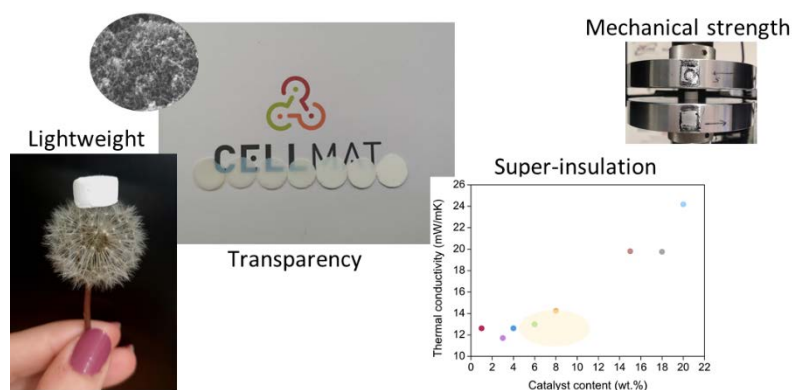 Mechanical strength
Lightweight
CELLMAT
Transparency
Super-insulation
Thermal conductivity (mW/mK)
26
24
22
20
18
16
14
12
10
0 2 4 6 8 10 12 14 16 18 20 22
Catalyst content (wt.%)